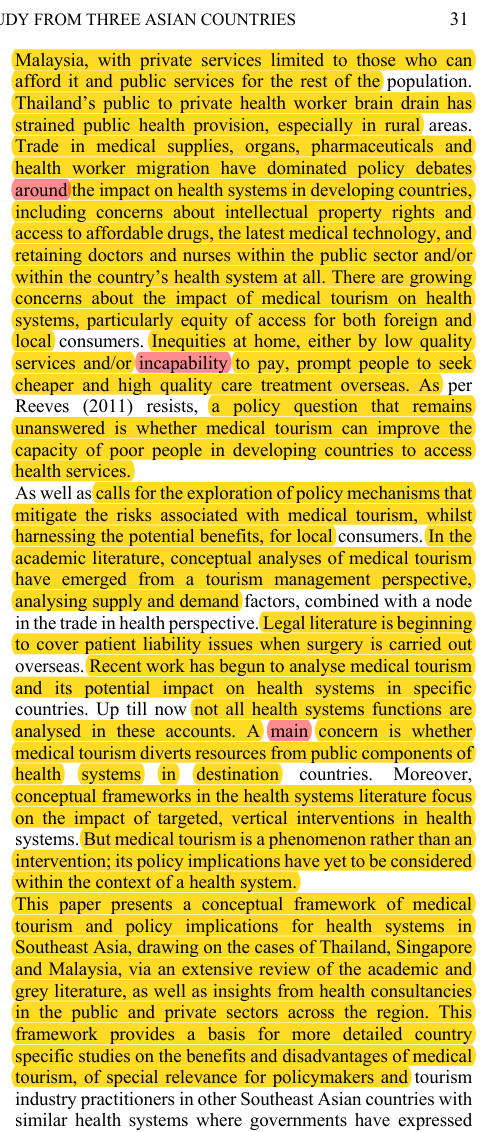 UDY FROM THREE ASIAN COUNTRIES 31
Malaysia, with private services limited to those who can
afford it and public services for the rest of the population.
Thailand's public to private health worker brain drain has
strained public health provision, especially in rural areas.
Trade in medical supplies, organs, pharmaceuticals and
health worker migration have dominated policy debates
around the impact on health systems in developing countries,
including concerns about intellectual property rights and
access to affordable drugs, the latest medical technology, and
retaining doctors and nurses within the public sector and/or
within the country's health system at all. There are growing
concerns about the impact of medical tourism on health
systems, particularly equity of access for both foreign and
local consumers. Inequities at home, either by low quality
services and/or incapability to pay, prompt people to seek
cheaper and high quality care treatment overseas. As per
Reeves (2011) resists, a policy question that remains
unanswered is whether medical tourism can improve the
capacity of poor people in developing countries to access
health services.
As well as calls for the exploration of policy mechanisms that
mitigate the risks associated with medical tourism, whilst
harnessing the potential benefits, for local consumers. In the
academic literature, conceptual analyses of medical tourism
have emerged from a tourism management perspective,
analysing supply and demand factors, combined with a node
in the trade in health perspective. Legal literature is beginning
to cover patient liability issues when surgery is carried out
overseas. Recent work has begun to analyse medical tourism
and its potential impact on health systems in specific
countries. Up till now not all health systems functions are
analysed in these accounts. A main concern is whether
medical tourism diverts resources from public components of
health systems in destination countries. Moreover,
conceptual frameworks in the health systems literature focus
on the impact of targeted, vertical interventions in health
systems. But medical tourism is a phenomenon rather than an
intervention; its policy implications have yet to be considered
within the context of a health system.
This paper presents a conceptual framework of medical
tourism and policy implications for health systems in
Southeast Asia, drawing on the cases of Thailand, Singapore
and Malaysia, via an extensive review of the academic and
grey literature, as well as insights from health consultancies
in the public and private sectors across the region. This
framework provides a basis for more detailed country
specific studies on the benefits and disadvantages of medical
tourism, of special relevance for policymakers and tourism
industry practitioners in other Southeast Asian countries with
similar health systems where governments have expressed